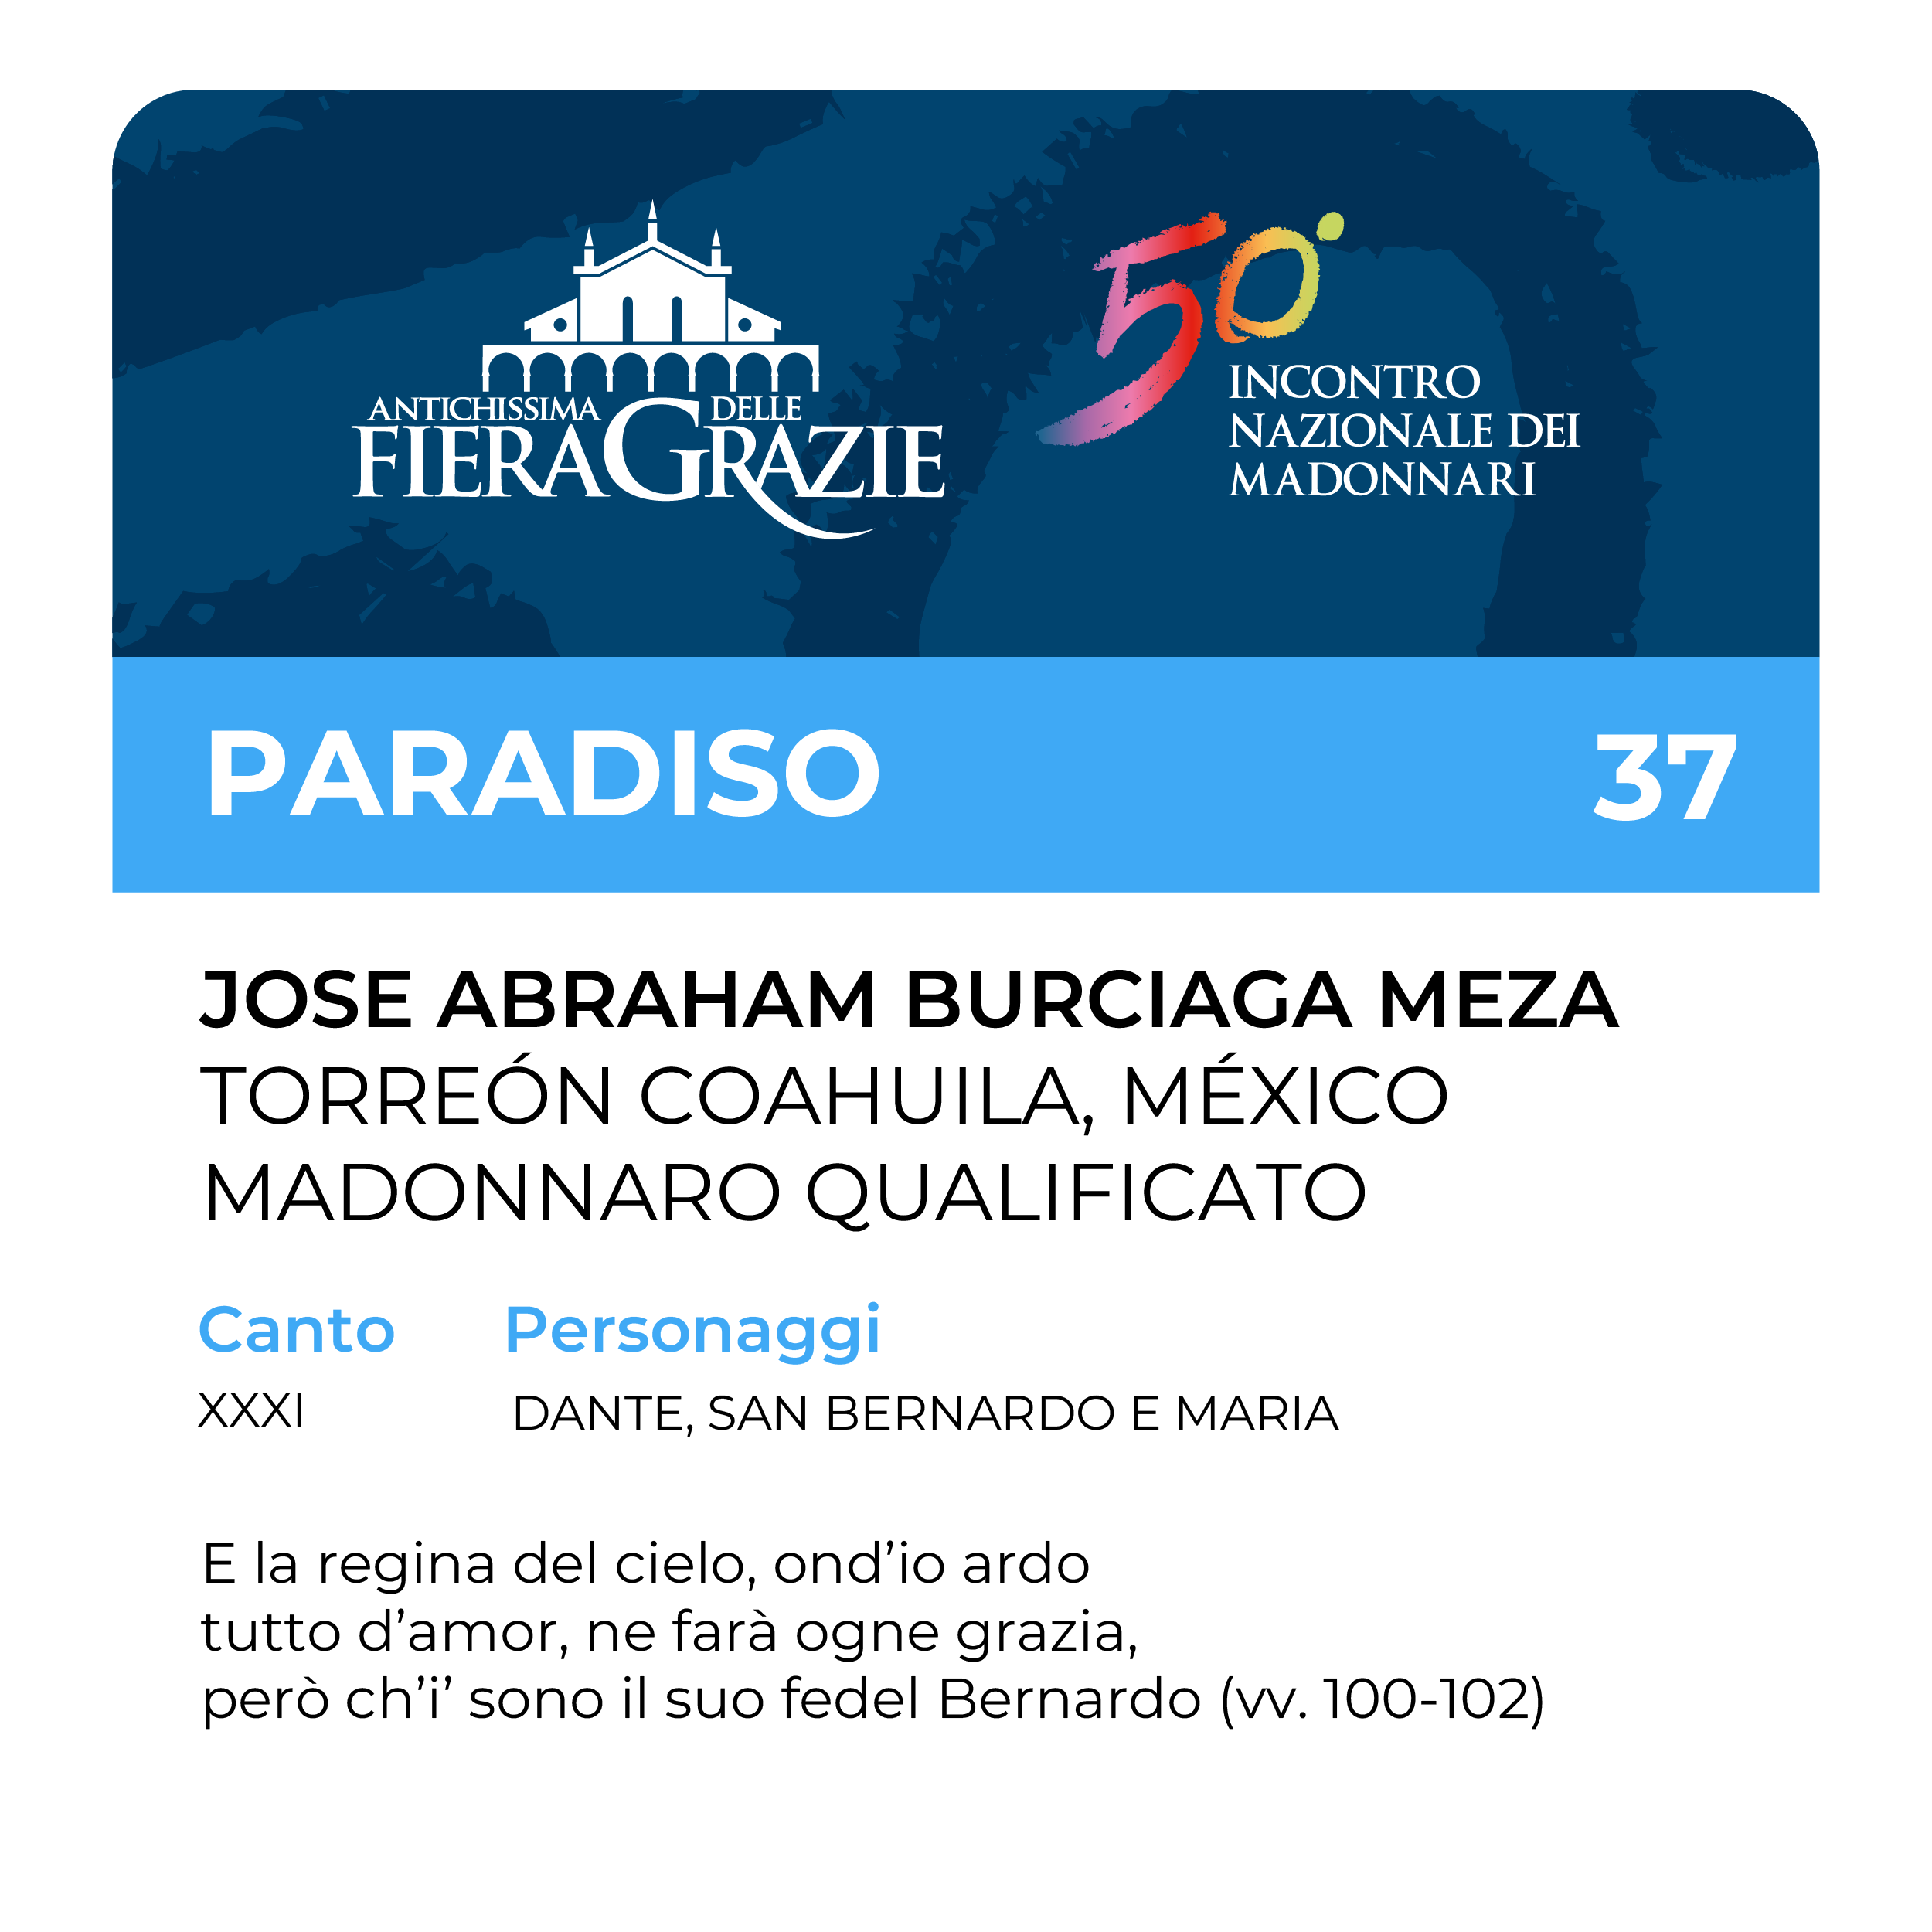 ANTICHISSIMA DELLE
FIERA GRAZIE
50°
INCONTRO
NAZIONALE DEI
MADONNARI
PARADISO 37
JOSE ABRAHAM BURCIAGA MEZA
TORREÓN COAHUILA, MÉXICO
MADONNARO QUALIFICATO
Canto Personaggi
XXXI DANTE, SAN BERNARDO E MARIA
E la regina del cielo, ond’io ardo
tutto d’amor, ne farà ogne grazia,
però ch’i’ sono il suo fedel Bernardo (vv. 100-102)